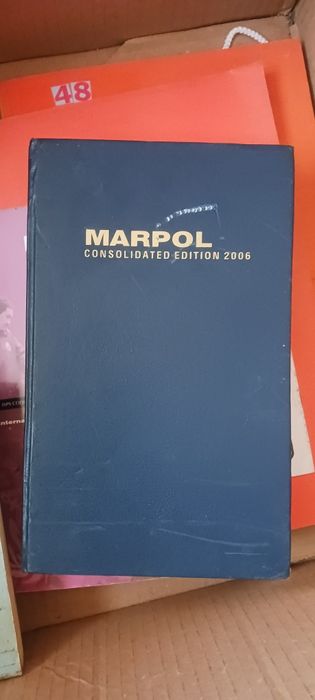 48
MARPOL
CONSOLIDATED EDITION 2006